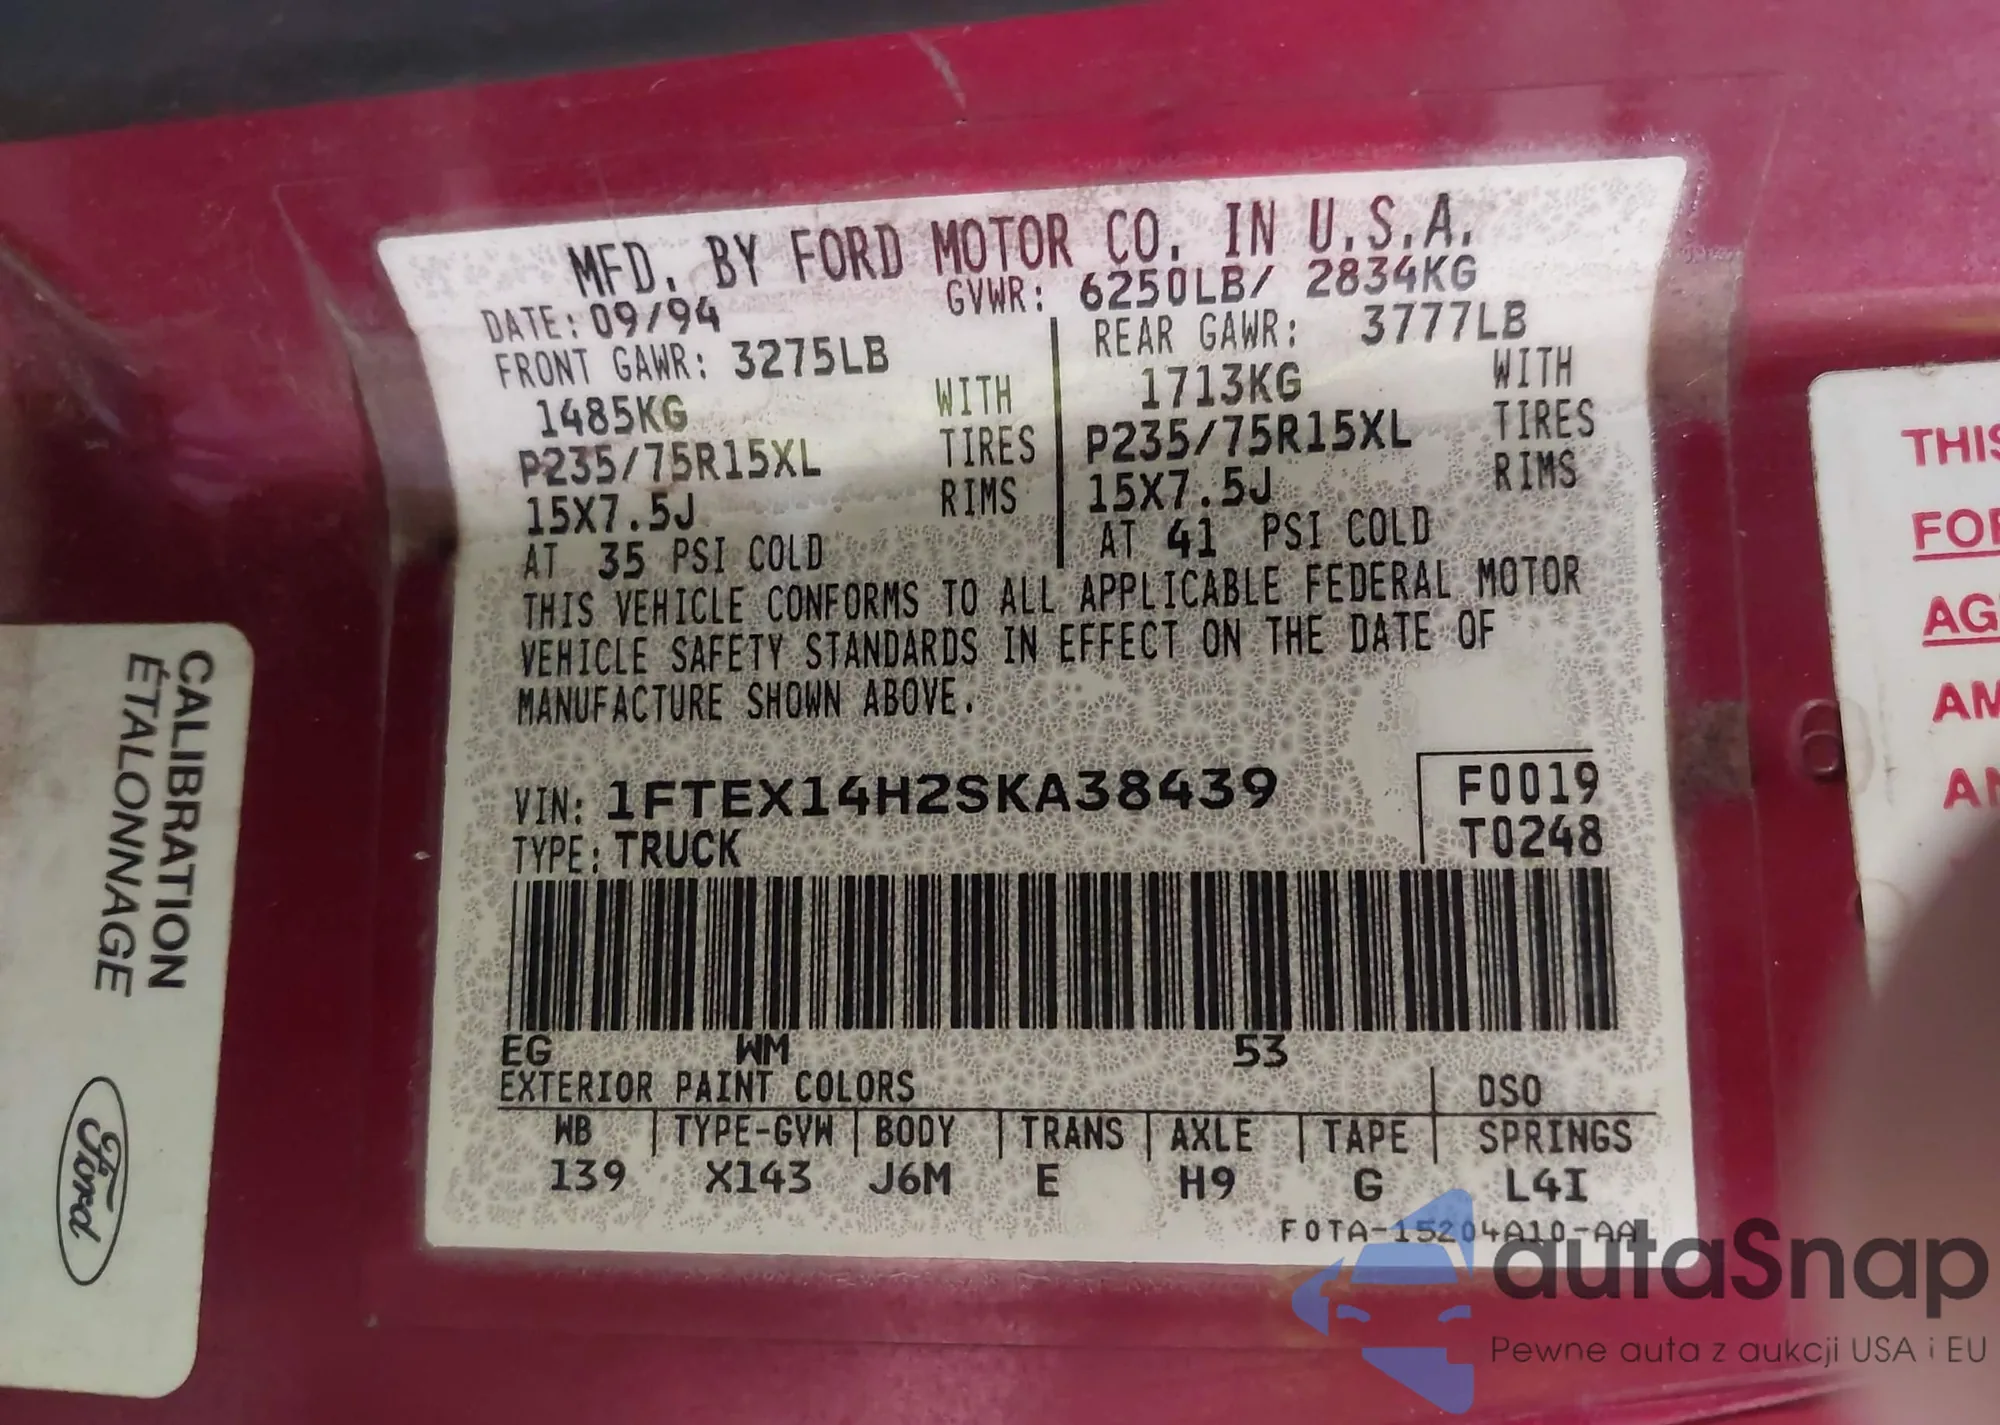 MFD. BY FORD MOTOR CO. IN U.S.A.
DATE: 09/94 GVWR: 6250LB/ 2834KG
FRONT GAWR: 3275LB REAR GAWR: 3777LB
1485KG WITH 1713KG WITH
P235/75R15XL TIRES P235/75R15XL TIRES
15X7.5J RIMS 15X7.5J RIMS
AT 35 PSI COLD AT 41 PSI COLD
THIS VEHICLE CONFORMS TO ALL APPLICABLE FEDERAL MOTOR
VEHICLE SAFETY STANDARDS IN EFFECT ON THE DATE OF
MANUFACTURE SHOWN ABOVE.
VIN: 1FTEX14H2SKA38439 F0019
TYPE: TRUCK T0248
EG WM 53
EXTERIOR PAINT COLORS DSO
WB TYPE-GVW BODY TRANS AXLE TAPE SPRINGS
139 X143 J6M E H9 G L4I
F0TA-15204A10-AA
CALIBRATION
ÉTALONNAGE
Ford
THIS
FOR
AM
autaSnap
Pewne auta z aukcji USA i EU